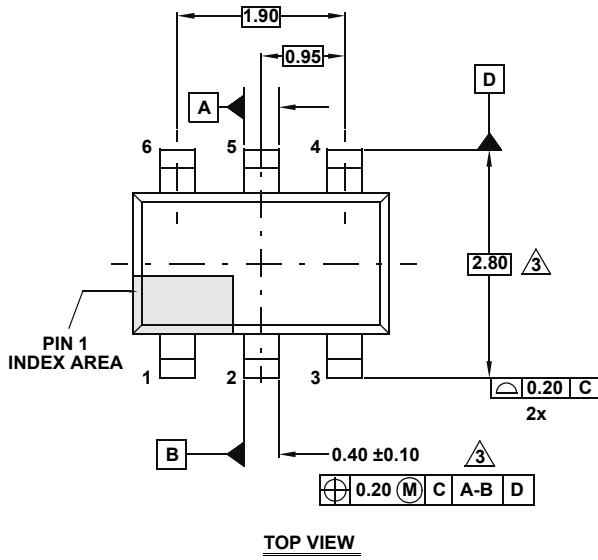 1.90
0.95
D
A
6 5 4
2.80 3
PIN 1
INDEX AREA
1 2 3
0.20 C
2x
B
0.40 ±0.10 3
0.20 M C A-B D
TOP VIEW